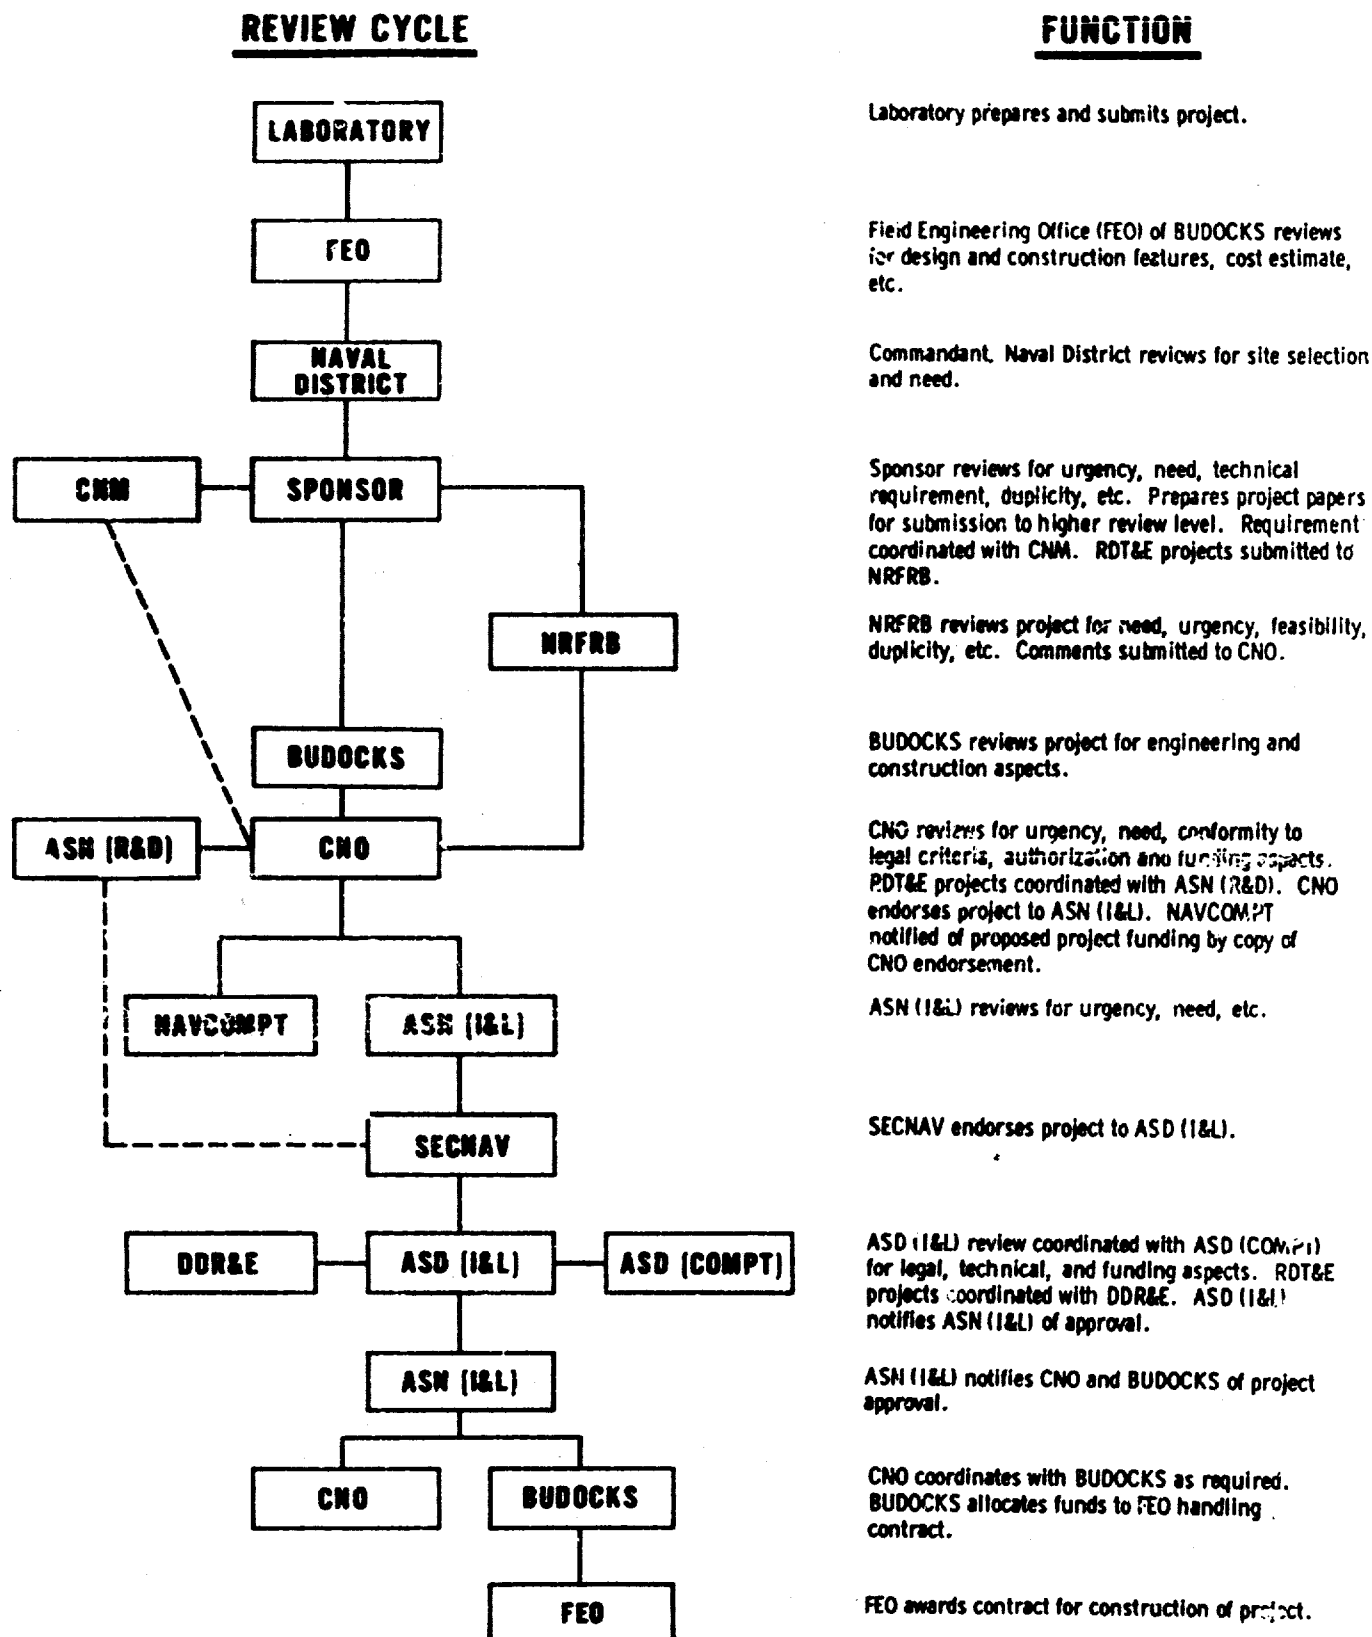 REVIEW CYCLE
FUNCTION
LABORATORY
Laboratory prepares and submits project.
FEO
Field Engineering Office (FEO) of BUDOCKS reviews
for design and construction features, cost estimate,
etc.
NAVAL
DISTRICT
Commandant, Naval District reviews for site selection
and need.
CNM
SPONSOR
Sponsor reviews for urgency, need, technical
requirement, duplicity, etc. Prepares project papers
for submission to higher review level. Requirement
coordinated with CNM. RDT&E projects submitted to
NRFRB.
NRFRB
NRFRB reviews project for need, urgency, feasibility,
duplicity, etc. Comments submitted to CNO.
BUDOCKS
BUDOCKS reviews project for engineering and
construction aspects.
ASN (R&D)
CNO
CNO reviews for urgency, need, conformity to
legal criteria, authorization and funding aspects.
RDT&E projects coordinated with ASN (R&D). CNO
endorses project to ASN (I&L). NAVCOMPT
notified of proposed project funding by copy of
CNO endorsement.
NAVCOMPT
ASN (I&L)
ASN (I&L) reviews for urgency, need, etc.
SECNAV
SECNAV endorses project to ASD (I&L).
DDR&E
ASD (I&L)
ASD (COMPT)
ASD (I&L) review coordinated with ASD (COMPT)
for legal, technical, and funding aspects. RDT&E
projects coordinated with DDR&E. ASD (I&L)
notifies ASN (I&L) of approval.
ASN (I&L)
ASN (I&L) notifies CNO and BUDOCKS of project
approval.
CNO
BUDOCKS
CNO coordinates with BUDOCKS as required.
BUDOCKS allocates funds to FEO handling
contract.
FEO
FEO awards contract for construction of project.